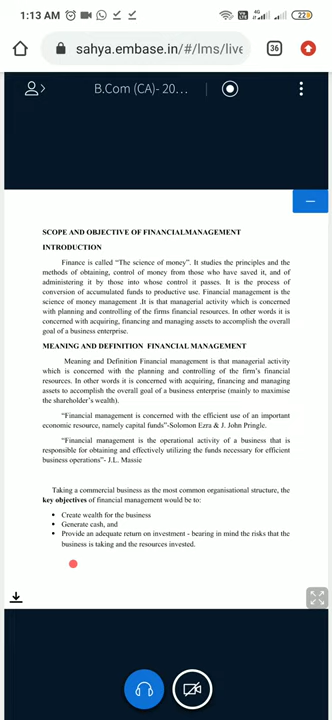 1:13 AM
4G
22
sahya.embase.in/#/lms/live
36
B.Com (CA)- 20...
SCOPE AND OBJECTIVE OF FINANCIALMANAGEMENT
INTRODUCTION
Finance is called “The science of money”. It studies the principles and the
methods of obtaining, control of money from those who have saved it, and of
administering it by those into whose control it passes. It is the process of
conversion of accumulated funds to productive use. Financial management is the
science of money management .It is that managerial activity which is concerned
with planning and controlling of the firms financial resources. In other words it is
concerned with acquiring, financing and managing assets to accomplish the overall
goal of a business enterprise.
MEANING AND DEFINITION FINANCIAL MANAGEMENT
Meaning and Definition Financial management is that managerial activity
which is concerned with the planning and controlling of the firm’s financial
resources. In other words it is concerned with acquiring, financing and managing
assets to accomplish the overall goal of a business enterprise (mainly to maximise
the shareholder’s wealth).
“Financial management is concerned with the efficient use of an important
economic resource, namely capital funds”-Solomon Ezra & J. John Pringle.
“Financial management is the operational activity of a business that is
responsible for obtaining and effectively utilizing the funds necessary for efficient
business operations”- J.L. Massie
Taking a commercial business as the most common organisational structure, the
key objectives of financial management would be to:
• Create wealth for the business
• Generate cash, and
• Provide an adequate return on investment - bearing in mind the risks that the
business is taking and the resources invested.